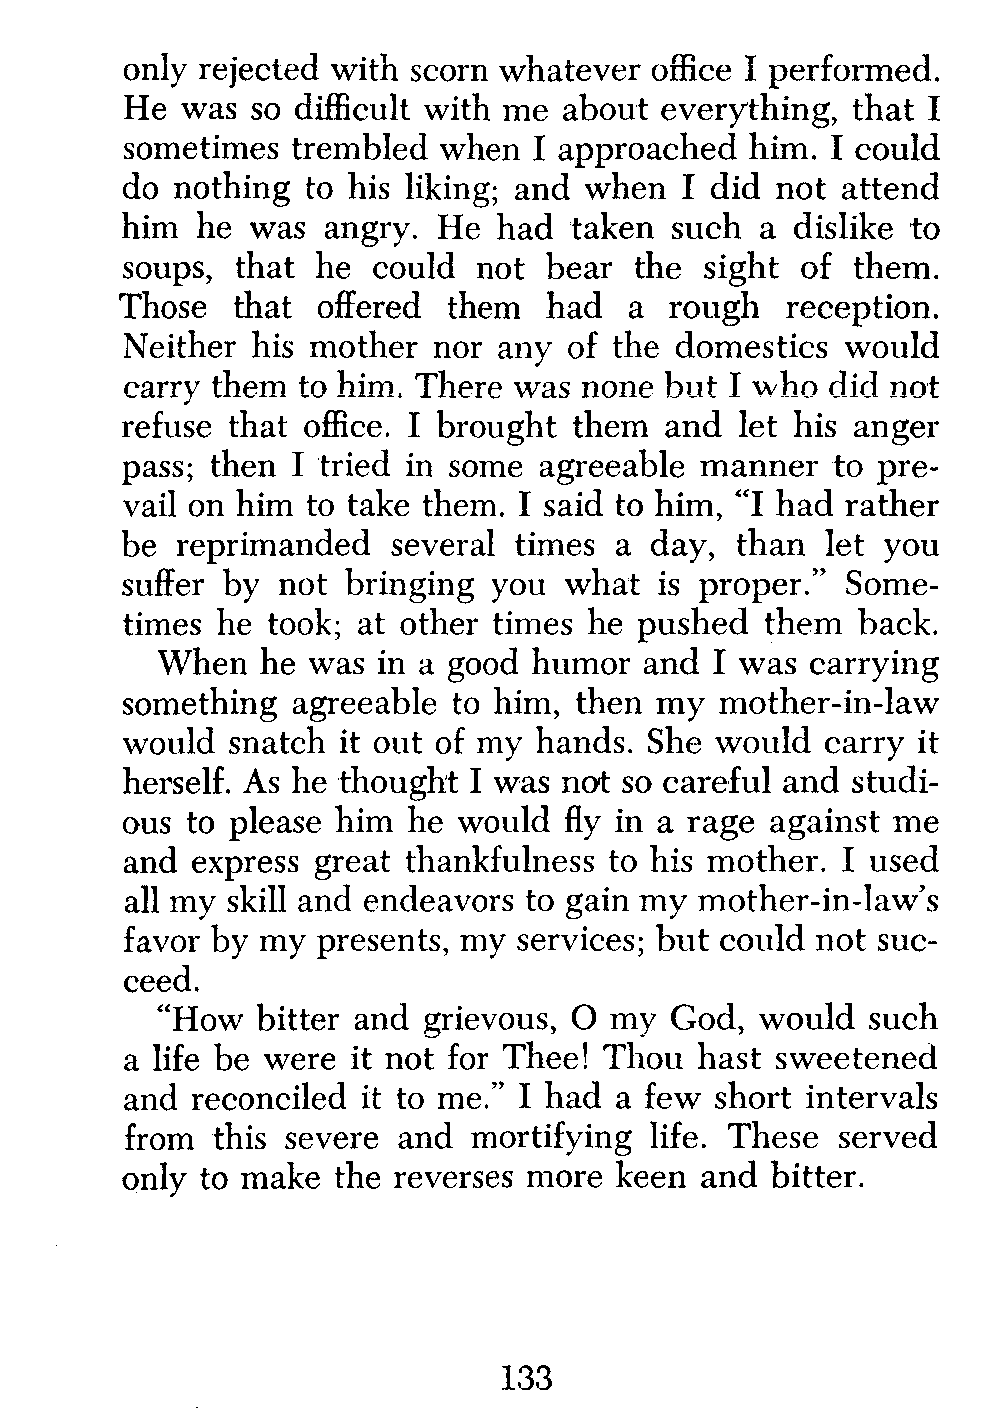 only rejected with scorn whatever office I performed.
He was so difficult with me about everything, that I
sometimes trembled when I approached him. I could
do nothing to his liking; and when I did not attend
him he was angry. He had taken such a dislike to
soups, that he could not bear the sight of them.
Those that offered them had a rough reception.
Neither his mother nor any of the domestics would
carry them to him. There was none but I who did not
refuse that office. I brought them and let his anger
pass; then I tried in some agreeable manner to pre-
vail on him to take them. I said to him, “I had rather
be reprimanded several times a day, than let you
suffer by not bringing you what is proper.” Some-
times he took; at other times he pushed them back.
When he was in a good humor and I was carrying
something agreeable to him, then my mother-in-law
would snatch it out of my hands. She would carry it
herself. As he thought I was not so careful and studi-
ous to please him he would fly in a rage against me
and express great thankfulness to his mother. I used
all my skill and endeavors to gain my mother-in-law’s
favor by my presents, my services; but could not suc-
ceed.
“How bitter and grievous, O my God, would such
a life be were it not for Thee! Thou hast sweetened
and reconciled it to me.” I had a few short intervals
from this severe and mortifying life. These served
only to make the reverses more keen and bitter.
133